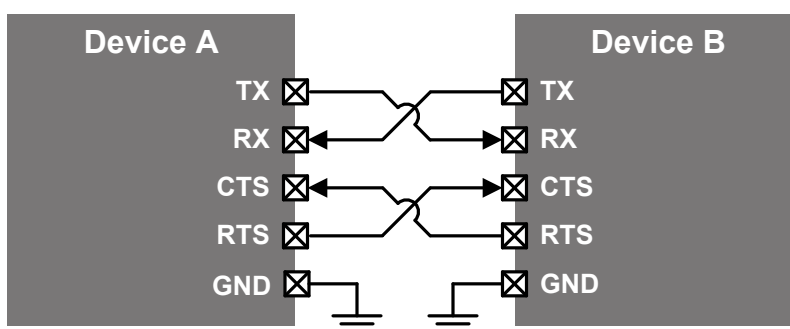 Device A Device B
TX TX
RX RX
CTS CTS
RTS RTS
GND GND